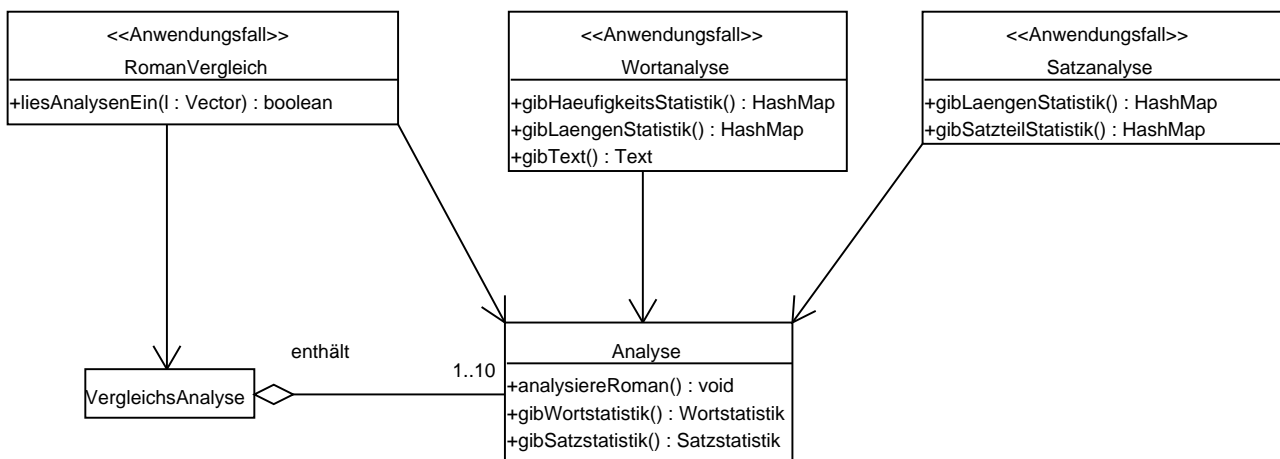 <<Anwendungsfall>>
RomanVergleich
+liesAnalysenEin(l : Vector) : boolean
<<Anwendungsfall>>
Wortanalyse
+gibHaeufigkeitsStatistik() : HashMap
+gibLaengenStatistik() : HashMap
+gibText() : Text
<<Anwendungsfall>>
Satzanalyse
+gibLaengenStatistik() : HashMap
+gibSatzteilStatistik() : HashMap
enthält
1..10
VergleichsAnalyse
Analyse
+analysiereRoman() : void
+gibWortstatistik() : Wortstatistik
+gibSatzstatistik() : Satzstatistik